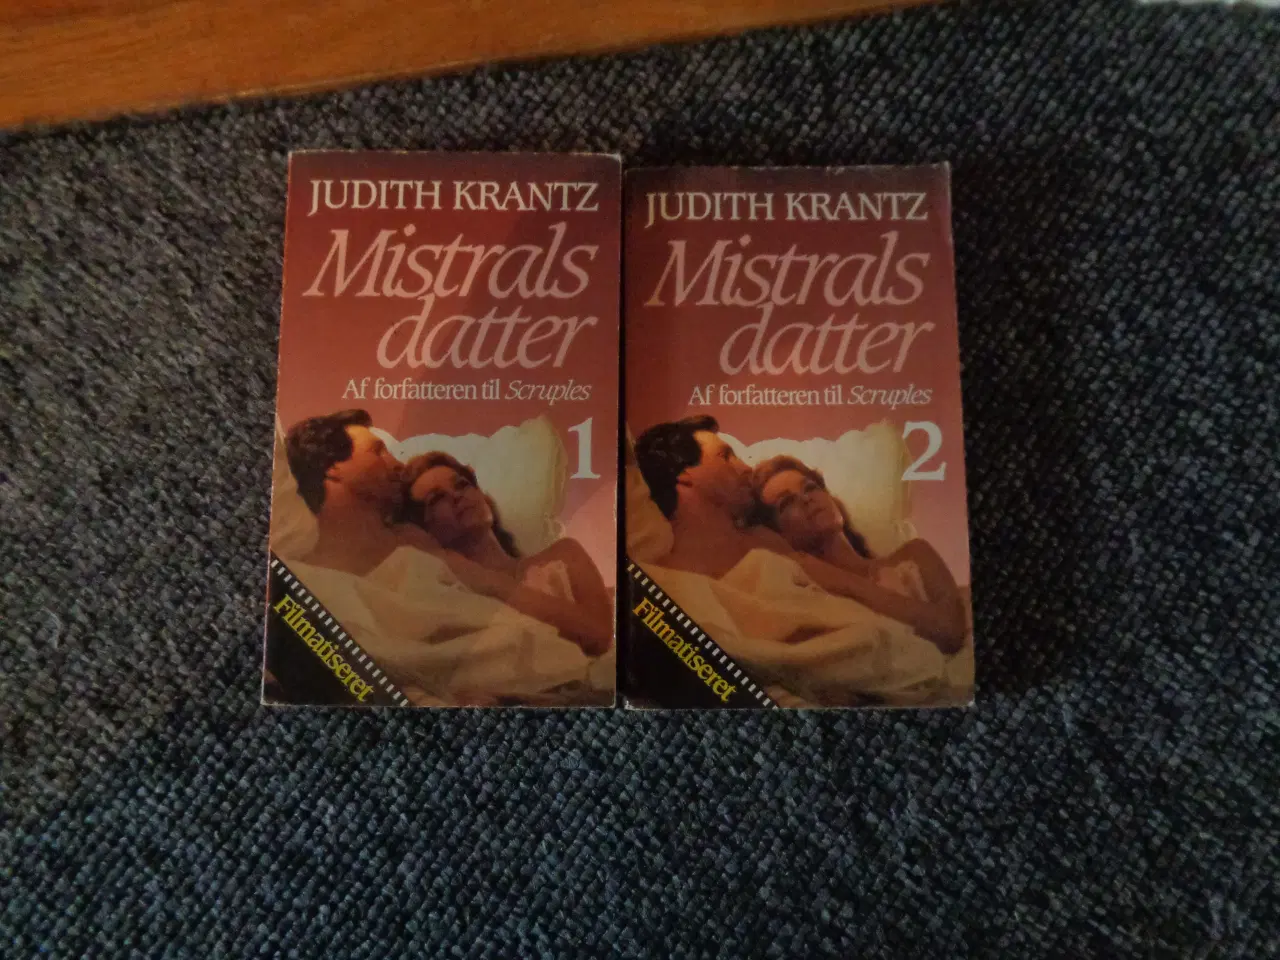 JUDITH KRANTZ
Mistrals
datter
Af forfatteren til Scruples
1
Filmatiseret
JUDITH KRANTZ
Mistrals
datter
Af forfatteren til Scruples
2
Filmatiseret